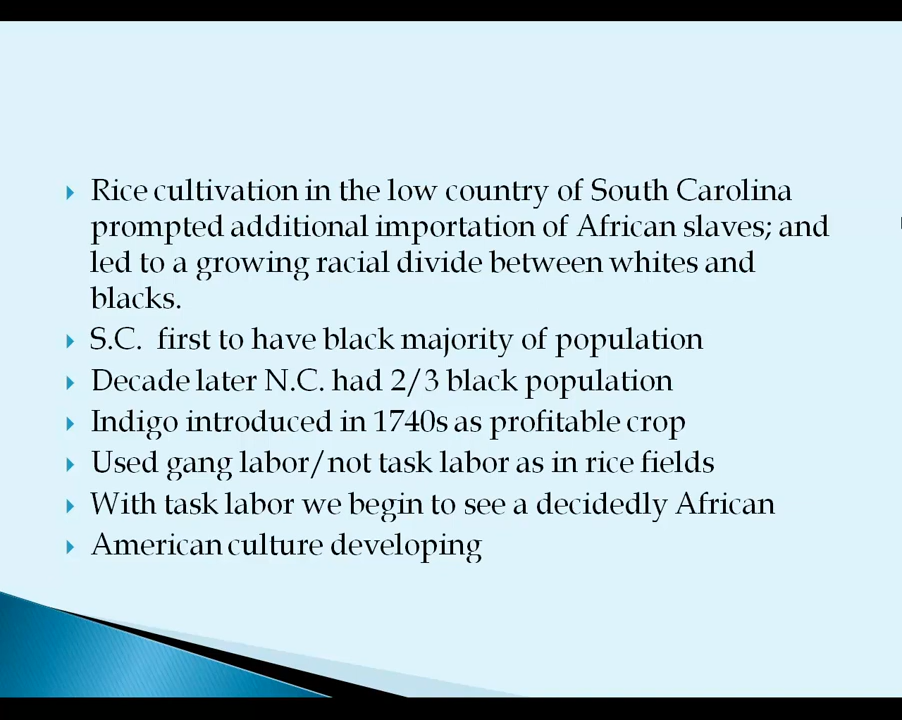 Rice cultivation in the low country of South Carolina
prompted additional importation of African slaves; and
led to a growing racial divide between whites and
blacks.
S.C. first to have black majority of population
Decade later N.C. had 2/3 black population
Indigo introduced in 1740s as profitable crop
Used gang labor/not task labor as in rice fields
With task labor we begin to see a decidedly African
American culture developing